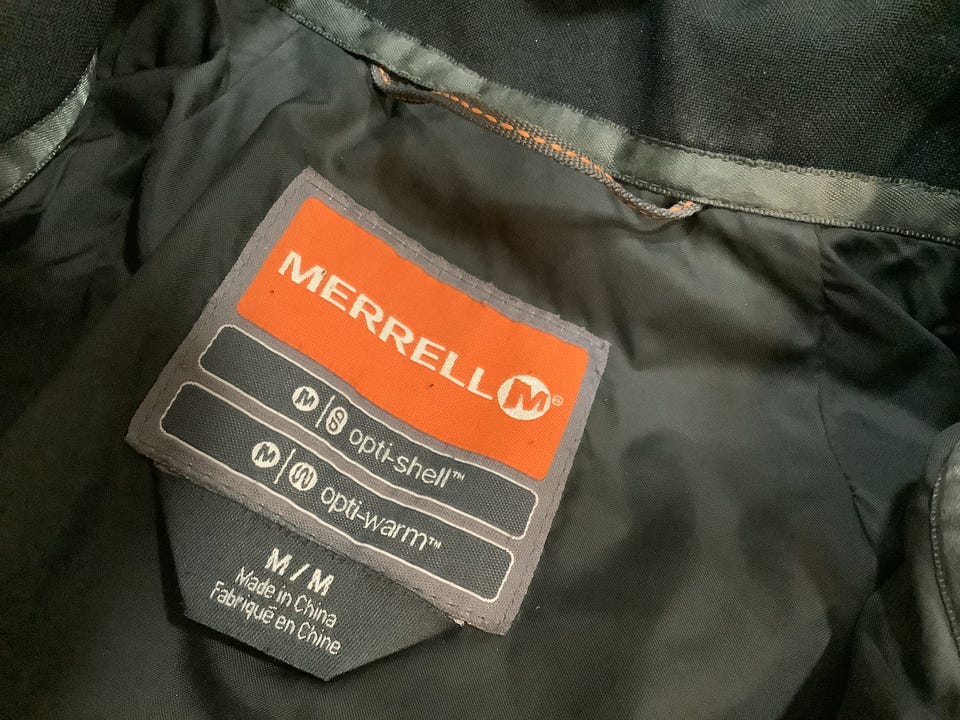 MERRELL M®
M | S opti-shell™
M | W opti-warm™
M / M
Made in China
Fabriqué en Chine